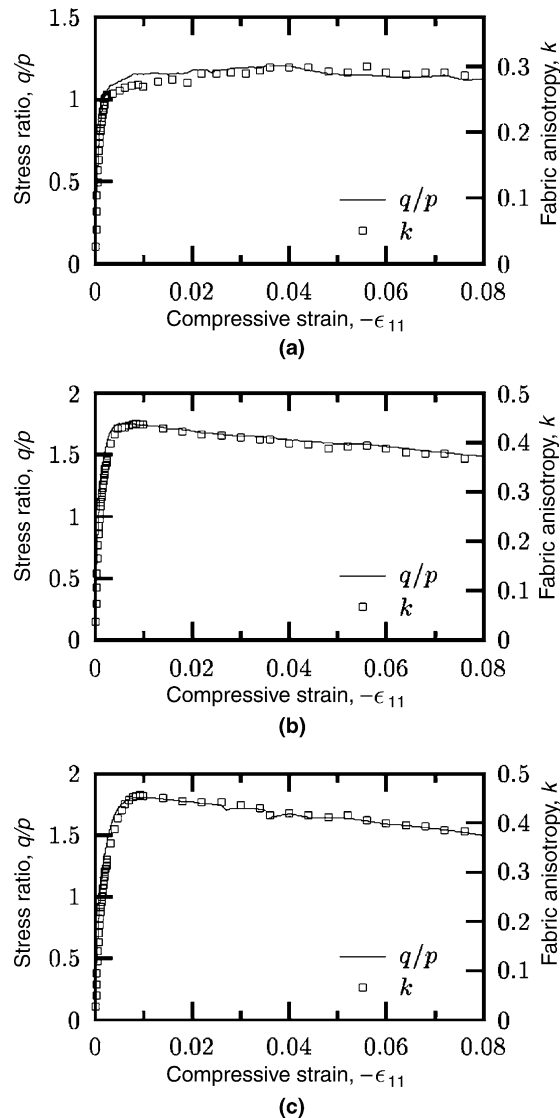 1.5
1
0.5
0
Stress ratio, q/p
0.3
0.2
0.1
0
Fabric anisotropy, k
q/p
k
0 0.02 0.04 0.06 0.08
Compressive strain, −ϵ₁₁
(a)
2
1.5
1
0.5
0
Stress ratio, q/p
0.5
0.4
0.3
0.2
0.1
0
Fabric anisotropy, k
q/p
k
0 0.02 0.04 0.06 0.08
Compressive strain, −ϵ₁₁
(b)
2
1.5
1
0.5
0
Stress ratio, q/p
0.5
0.4
0.3
0.2
0.1
0
Fabric anisotropy, k
q/p
k
0 0.02 0.04 0.06 0.08
Compressive strain, −ϵ₁₁
(c)